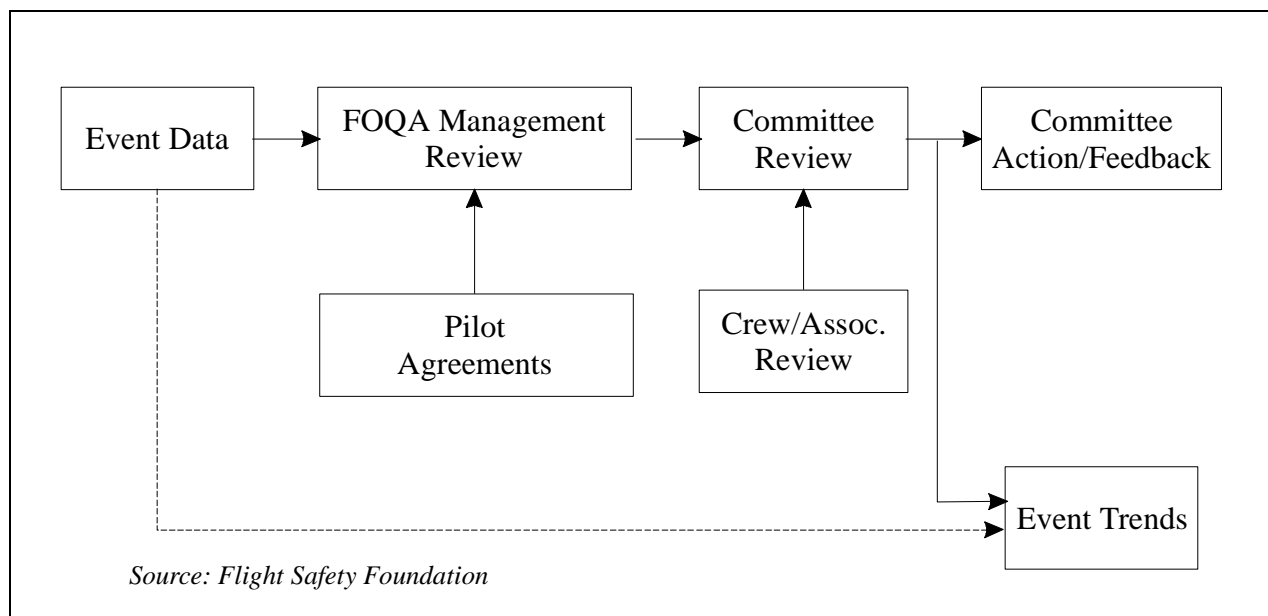 Event Data
FOQA Management
Review
Committee
Review
Committee
Action/Feedback
Pilot
Agreements
Crew/Assoc.
Review
Event Trends
Source: Flight Safety Foundation